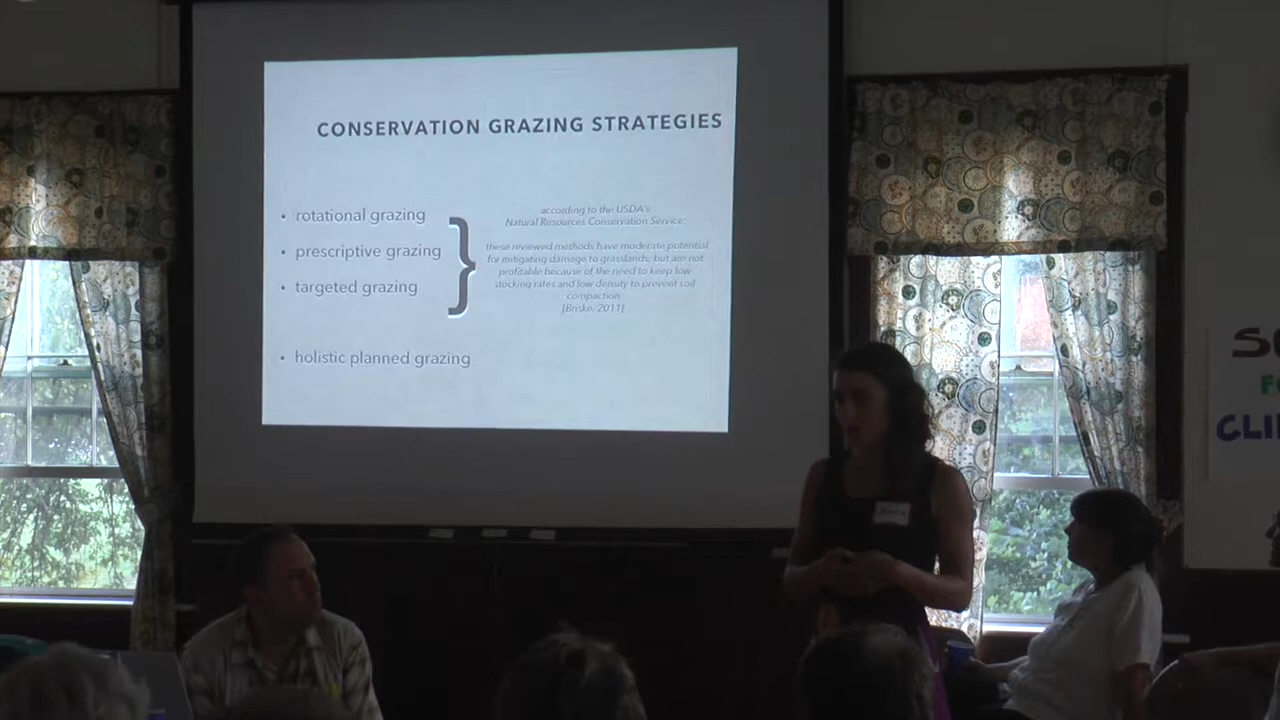 CONSERVATION GRAZING STRATEGIES
• rotational grazing
• prescriptive grazing
• targeted grazing
}
according to the USDA's
Natural Resources Conservation Service:
these reviewed methods have moderate potential
for mitigating damage to grasslands, but are not
profitable because of the need to keep low
stocking rates and low density to prevent soil
compaction
[Briske, 2011]
• holistic planned grazing